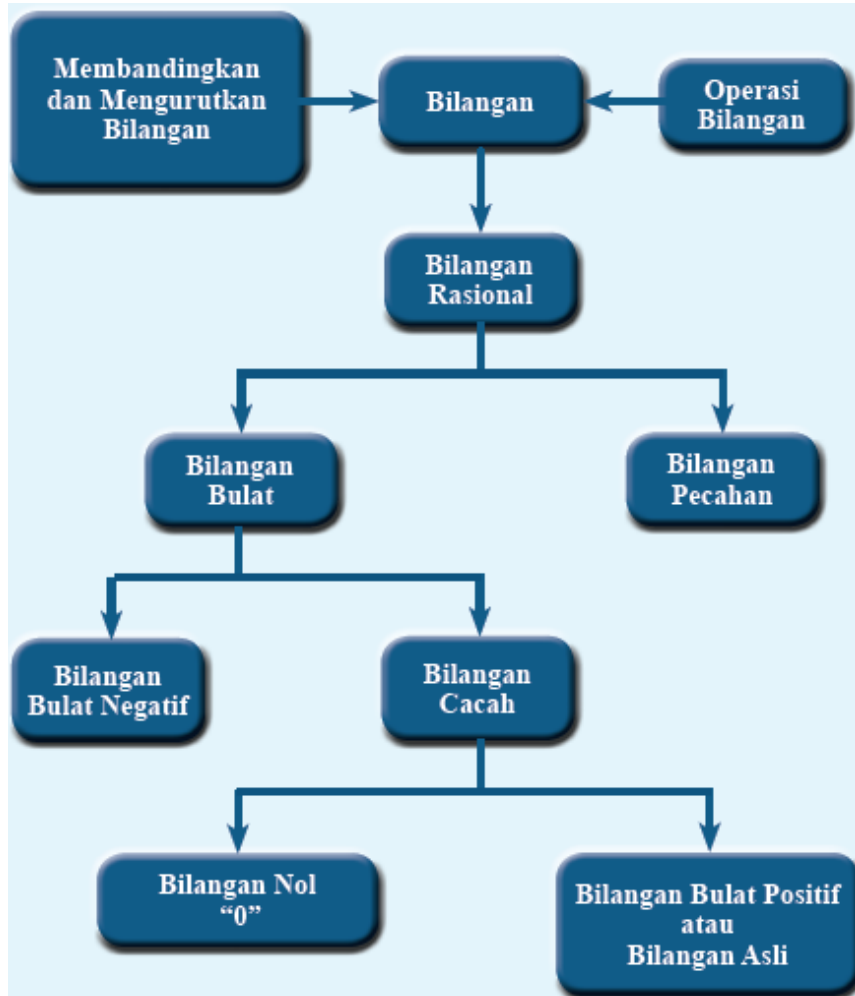 Membandingkan
dan Mengurutkan
Bilangan
Bilangan
Operasi
Bilangan
Bilangan
Rasional
Bilangan
Bulat
Bilangan
Pecahan
Bilangan
Bulat Negatif
Bilangan
Cacah
Bilangan Nol
“0”
Bilangan Bulat Positif
atau
Bilangan Asli